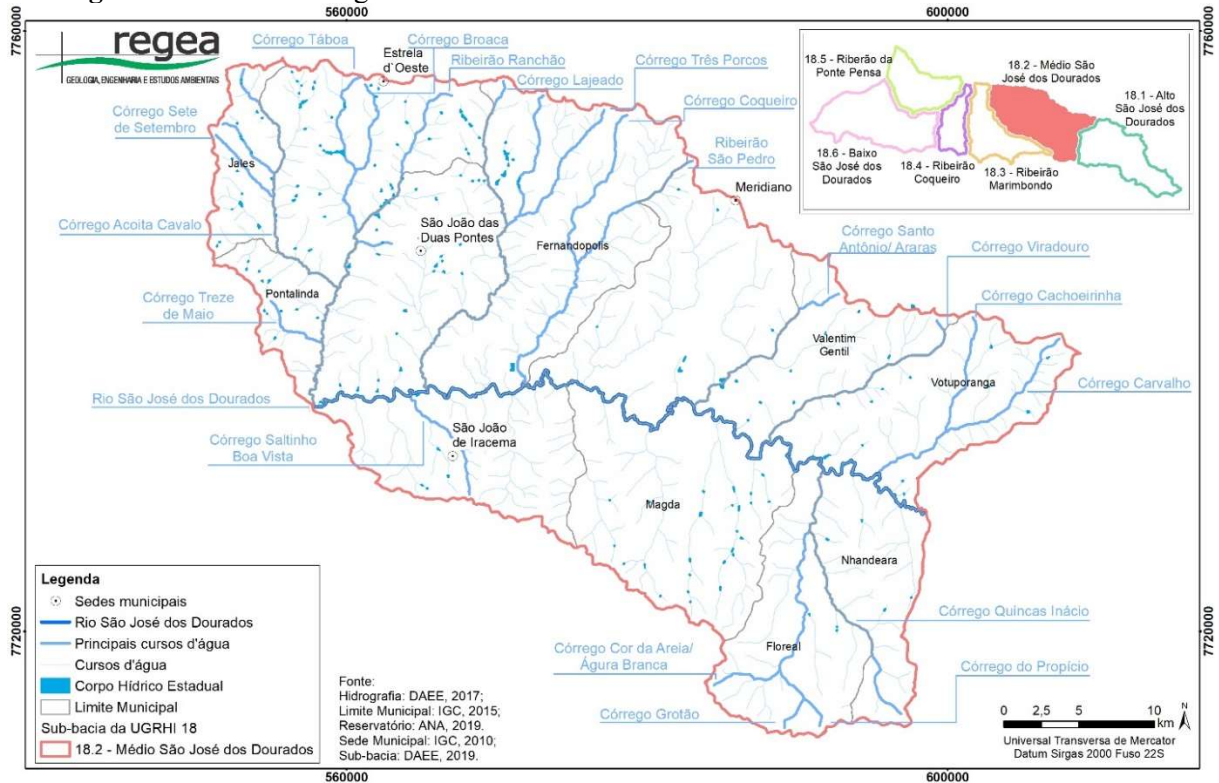 560000
600000
7760000
7760000
regea
GEOLOGIA, ENGENHARIA E ESTUDOS AMBIENTAIS
Córrego Táboa
Córrego Broaca
Estrela
d'Oeste
Ribeirão Ranchão
Córrego Lajeado
Córrego Três Porcos
Córrego Coqueiro
Ribeirão
São Pedro
Meridiano
18.5 - Riberão da
Ponte Pensa
18.2 - Médio São
José dos Dourados
18.1 - Alto
São José dos
Dourados
18.6 - Baixo
São José dos
Dourados
18.4 - Ribeirão
Coqueiro
18.3 - Ribeirão
Marimbondo
Córrego Sete
de Setembro
Jales
Córrego Acoita Cavalo
São João das
Duas Pontes
Fernandopolis
Córrego Santo
Antônio/ Araras
Córrego Viradouro
Pontalinda
Córrego Treze
de Maio
Córrego Cachoeirinha
Valentim
Gentil
Votuporanga
Córrego Carvalho
Rio São José dos Dourados
São João
de Iracema
Córrego Saltinho
Boa Vista
Magda
Nhandeara
Floreal
Córrego Quincas Inácio
Córrego Cor da Areia/
Água Branca
Córrego Grotão
Córrego do Propício
Legenda
Sedes municipais
Rio São José dos Dourados
Principais cursos d'água
Cursos d'água
Corpo Hídrico Estadual
Limite Municipal
Sub-bacia da UGRHI 18
18.2 - Médio São José dos Dourados
Fonte:
Hidrografia: DAEE, 2017;
Limite Municipal: IGC, 2015;
Reservatório: ANA, 2019.
Sede Municipal: IGC, 2010;
Sub-bacia: DAEE, 2019.
0 2,5 5 10
km
N
Universal Transversa de Mercator
Datum Sirgas 2000 Fuso 22S
7720000
7720000
560000
600000